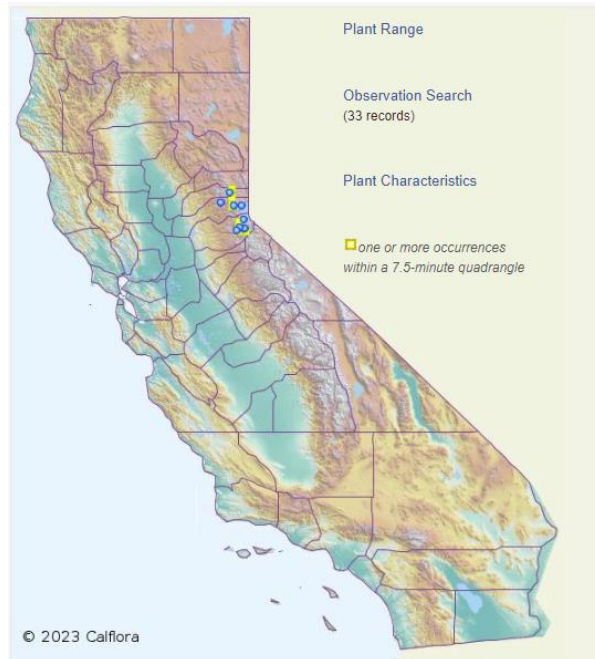 Plant Range
Observation Search
(33 records)
Plant Characteristics
one or more occurrences
within a 7.5-minute quadrangle
© 2023 Calflora